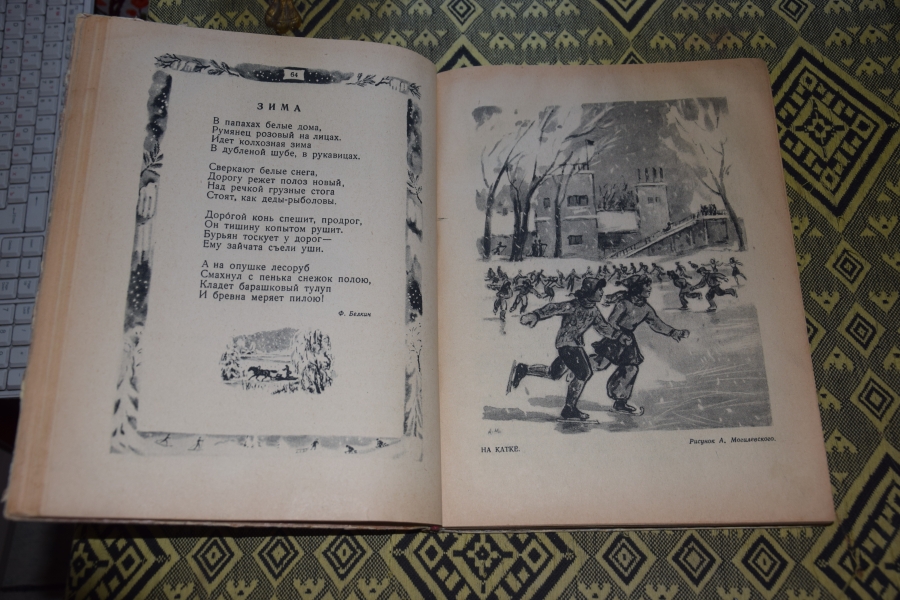 64
ЗИМА
В папахах белые дома,
Румянец розовый на лицах.
Идет колхозная зима
В дубленой шубе, в рукавицах.
Сверкают белые снега,
Дорогу режет полоз новый,
Над речкой грузные стога
Стоят, как деды-рыболовы.
Доро́гой конь спешит, продрог,
Он тишину копытом рушит.
Бурьян тоскует у дорог—
Ему зайчата съели уши.
А на опушке лесоруб
Смахнул с пенька снежок полою,
Кладет барашковый тулуп
И бревна меряет пилою!
Ф. Белкин
НА КАТКЕ.
Рисунок А. Могилевского.